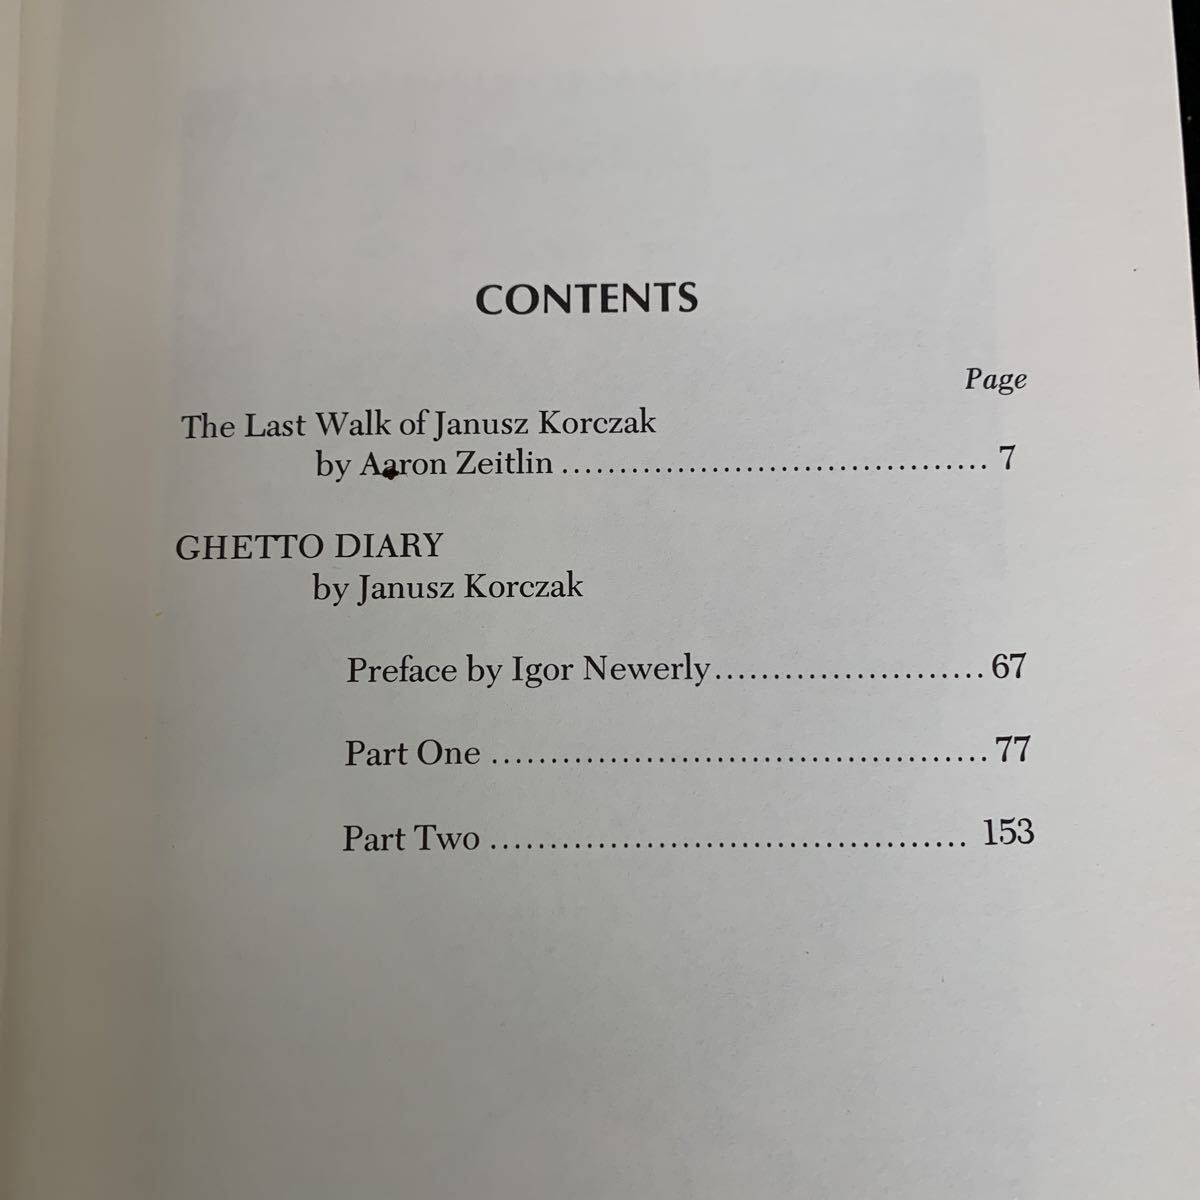 CONTENTS
Page
The Last Walk of Janusz Korczak
by Aaron Zeitlin .................................... 7
GHETTO DIARY
by Janusz Korczak
Preface by Igor Newerly ....................... 67
Part One .......................................... 77
Part Two ........................................ 153